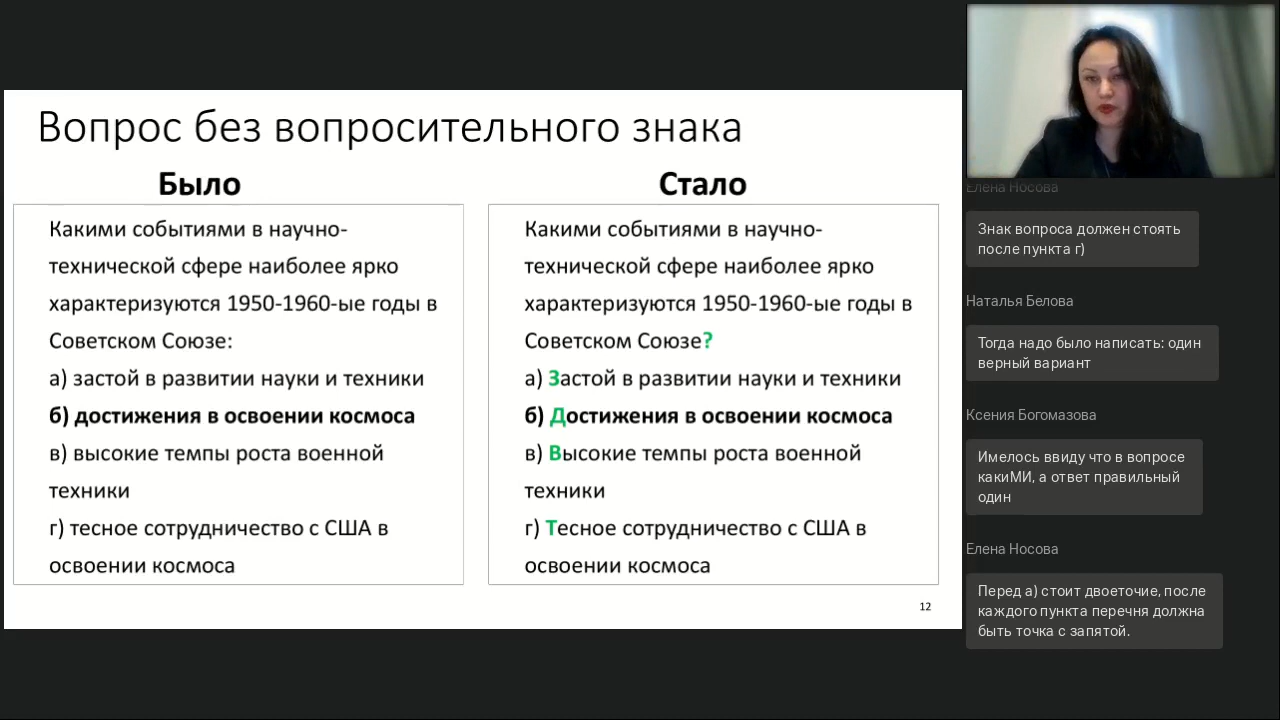 Вопрос без вопросительного знака
Было
Какими событиями в научно-
технической сфере наиболее ярко
характеризуются 1950-1960-ые годы в
Советском Союзе:
а) застой в развитии науки и техники
б) достижения в освоении космоса
в) высокие темпы роста военной
техники
г) тесное сотрудничество с США в
освоении космоса
Стало
Какими событиями в научно-
технической сфере наиболее ярко
характеризуются 1950-1960-ые годы в
Советском Союзе?
а) Застой в развитии науки и техники
б) Достижения в освоении космоса
в) Высокие темпы роста военной
техники
г) Тесное сотрудничество с США в
освоении космоса
12
Елена Носова
Знак вопроса должен стоять
после пункта г)
Наталья Белова
Тогда надо было написать: один
верный вариант
Ксения Богомазова
Имелось ввиду что в вопросе
какиМИ, а ответ правильный
один
Елена Носова
Перед а) стоит двоеточие, после
каждого пункта перечня должна
быть точка с запятой.